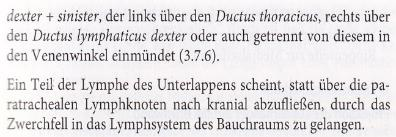 dexter + sinister, der links über den Ductus thoracicus, rechts über
den Ductus lymphaticus dexter oder auch getrennt von diesem in
den Venenwinkel einmündet (3.7.6).
Ein Teil der Lymphe des Unterlappens scheint, statt über die pa-
ratrachealen Lymphknoten nach kranial abzufließen, durch das
Zwerchfell in das Lymphsystem des Bauchraums zu gelangen.